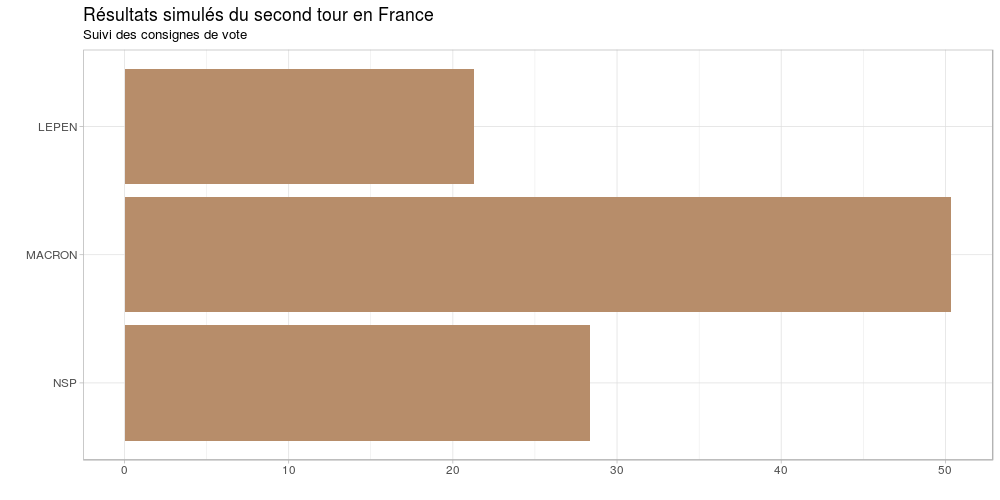 Résultats simulés du second tour en France
Suivi des consignes de vote
LEPEN
MACRON
NSP
0 10 20 30 40 50